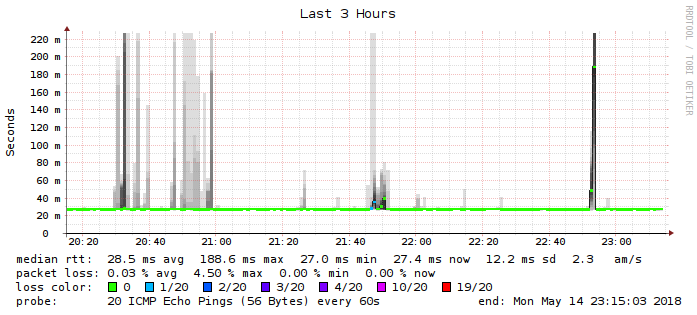 Last 3 Hours
RRDTOOL / TOBI OETIKER
Seconds
220 m
200 m
180 m
160 m
140 m
120 m
100 m
80 m
60 m
40 m
20 m
0
20:20 20:40 21:00 21:20 21:40 22:00 22:20 22:40 23:00
median rtt: 28.5 ms avg 188.6 ms max 27.0 ms min 27.4 ms now 12.2 ms sd 2.3 am/s
packet loss: 0.03 % avg 4.50 % max 0.00 % min 0.00 % now
loss color: 0 1/20 2/20 3/20 4/20 10/20 19/20
probe: 20 ICMP Echo Pings (56 Bytes) every 60s end: Mon May 14 23:15:03 2018